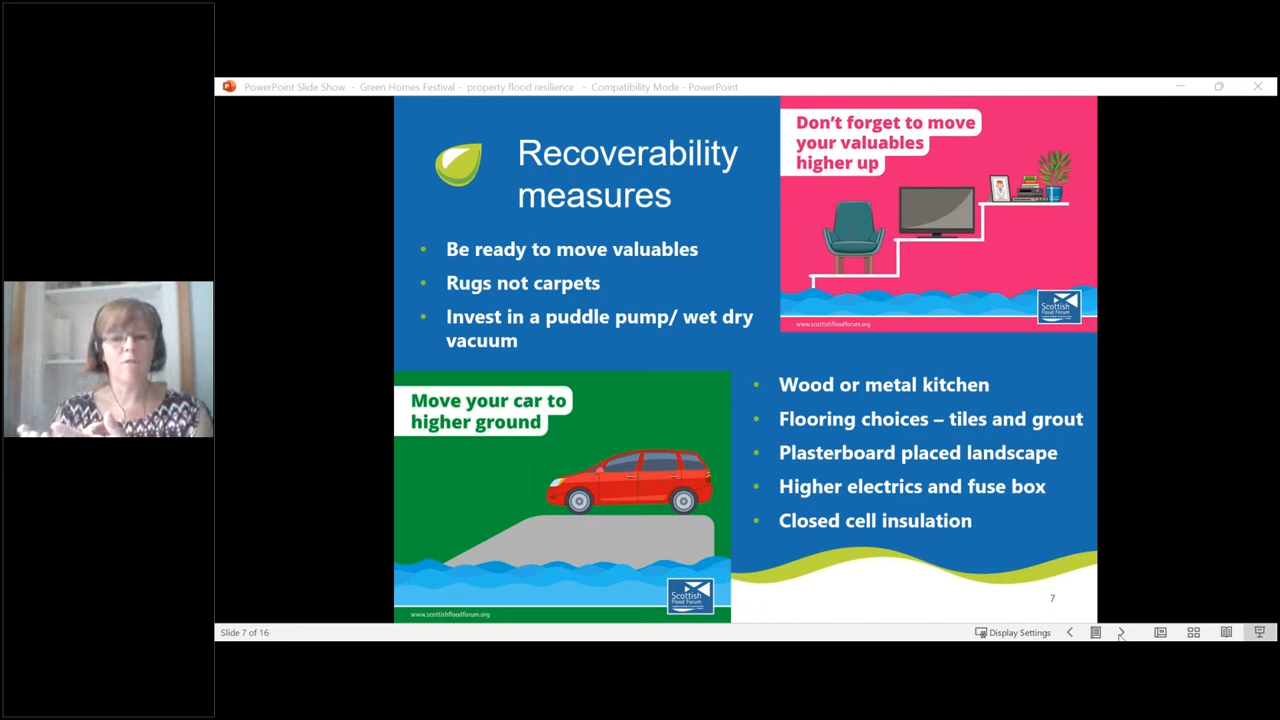 PowerPoint Slide Show - Green Homes Festival - property flood resilience - Compatibility Mode - PowerPoint
Recoverability
measures
• Be ready to move valuables
• Rugs not carpets
• Invest in a puddle pump/ wet dry
vacuum
Don't forget to move
your valuables
higher up
Scottish
Flood Forum
www.scottishfloodforum.org
Move your car to
higher ground
Scottish
Flood Forum
www.scottishfloodforum.org
• Wood or metal kitchen
• Flooring choices – tiles and grout
• Plasterboard placed landscape
• Higher electrics and fuse box
• Closed cell insulation
7
Slide 7 of 16
Display Settings